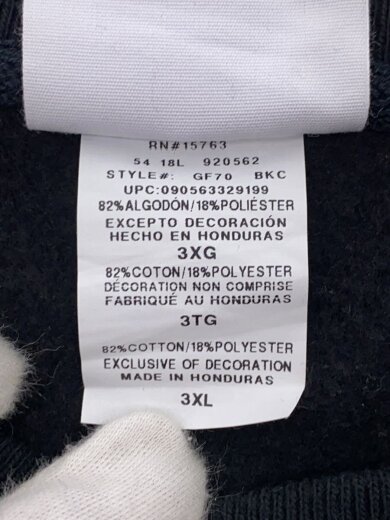 RN#15763
54 18L 920562
STYLE#: GF70 BKC
UPC:090563329199
82%ALGODÓN/18%POLIÉSTER
EXCEPTO DECORACIÓN
HECHO EN HONDURAS
3XG
82%COTON/18%POLYESTER
DÉCORATION NON COMPRISE
FABRIQUÉ AU HONDURAS
3TG
82%COTTON/18%POLYESTER
EXCLUSIVE OF DECORATION
MADE IN HONDURAS
3XL